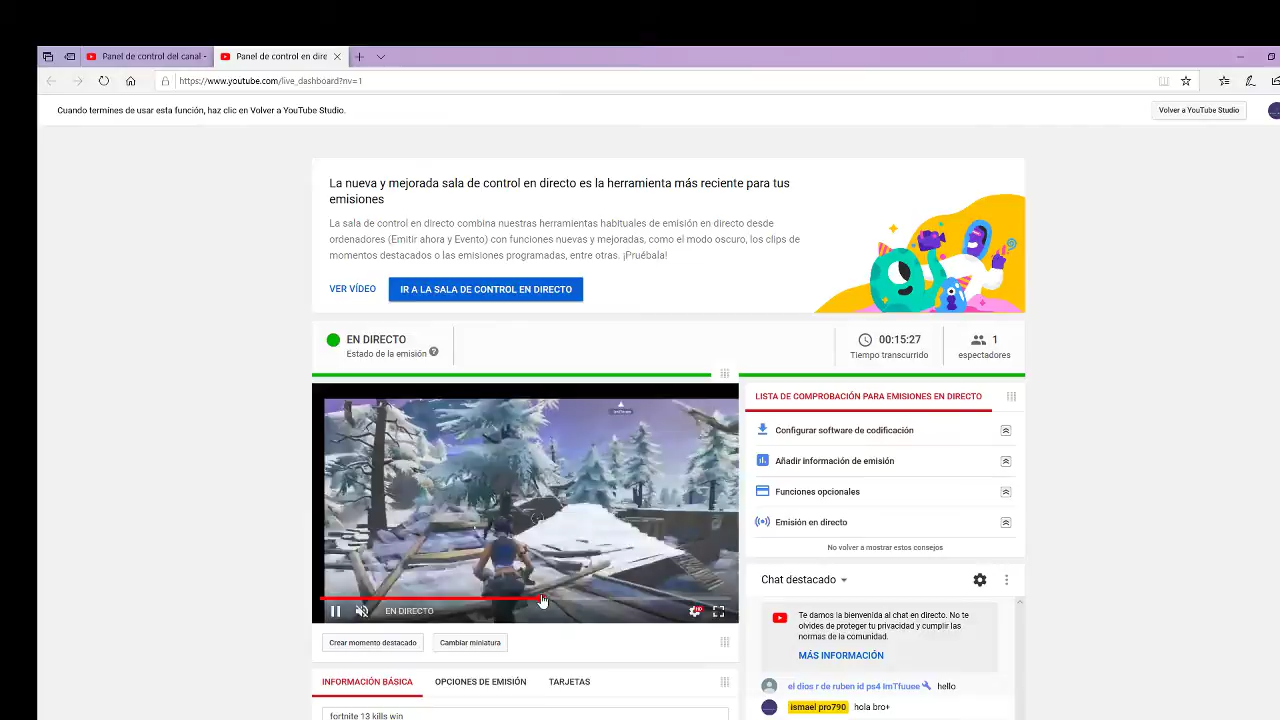 Panel de control del canal -
Panel de control en dire
https://www.youtube.com/live_dashboard?nv=1
Cuando termines de usar esta función, haz clic en Volver a YouTube Studio.
Volver a YouTube Studio
La nueva y mejorada sala de control en directo es la herramienta más reciente para tus
emisiones
La sala de control en directo combina nuestras herramientas habituales de emisión en directo desde
ordenadores (Emitir ahora y Evento) con funciones nuevas y mejoradas, como el modo oscuro, los clips de
momentos destacados o las emisiones programadas, entre otras. ¡Pruébala!
VER VÍDEO
IR A LA SALA DE CONTROL EN DIRECTO
EN DIRECTO
Estado de la emisión
00:15:27
Tiempo transcurrido
1
espectadores
EN DIRECTO
Crear momento destacado
Cambiar miniatura
INFORMACIÓN BÁSICA
OPCIONES DE EMISIÓN
TARJETAS
fortnite 13 kills win
LISTA DE COMPROBACIÓN PARA EMISIONES EN DIRECTO
Configurar software de codificación
Añadir información de emisión
Funciones opcionales
Emisión en directo
No volver a mostrar estos consejos
Chat destacado
Te damos la bienvenida al chat en directo. No te
olvides de proteger tu privacidad y cumplir las
normas de la comunidad.
MÁS INFORMACIÓN
el dios r de ruben id ps4 ImTfuuee hello
ismael pro790 hola bro+